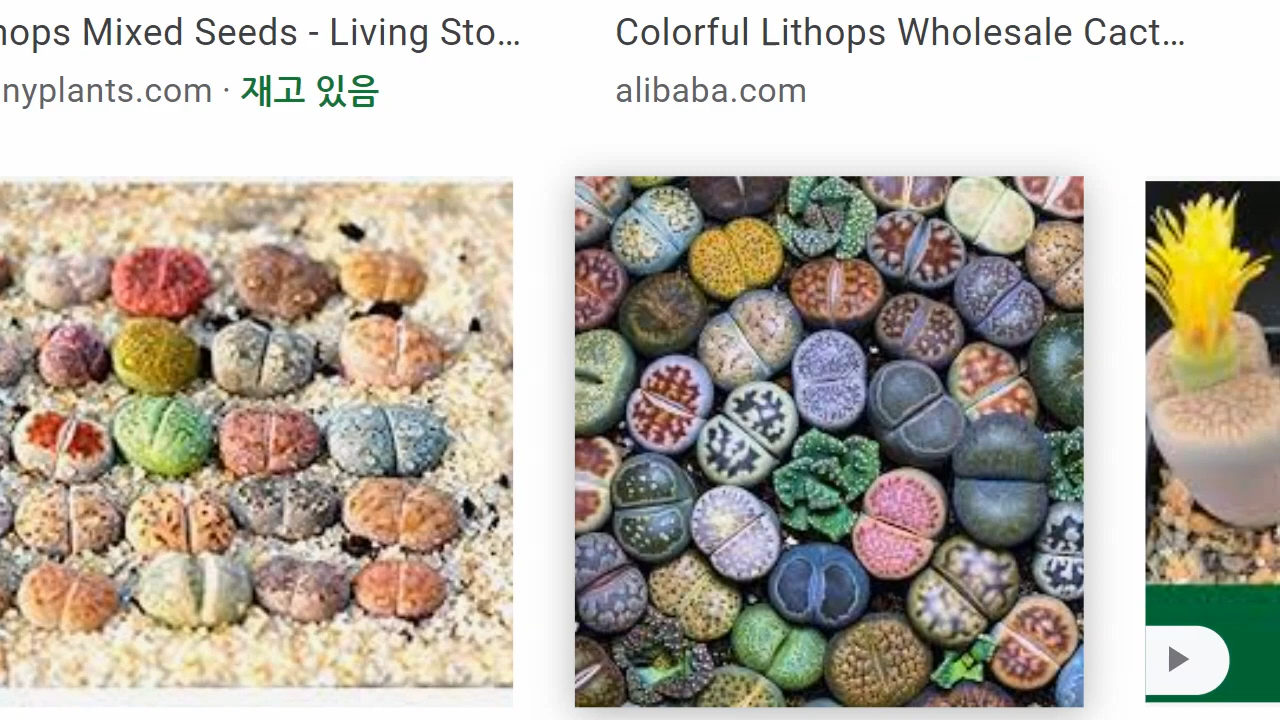 hops Mixed Seeds - Living Sto...
nyplants.com · 재고 있음
Colorful Lithops Wholesale Cact...
alibaba.com